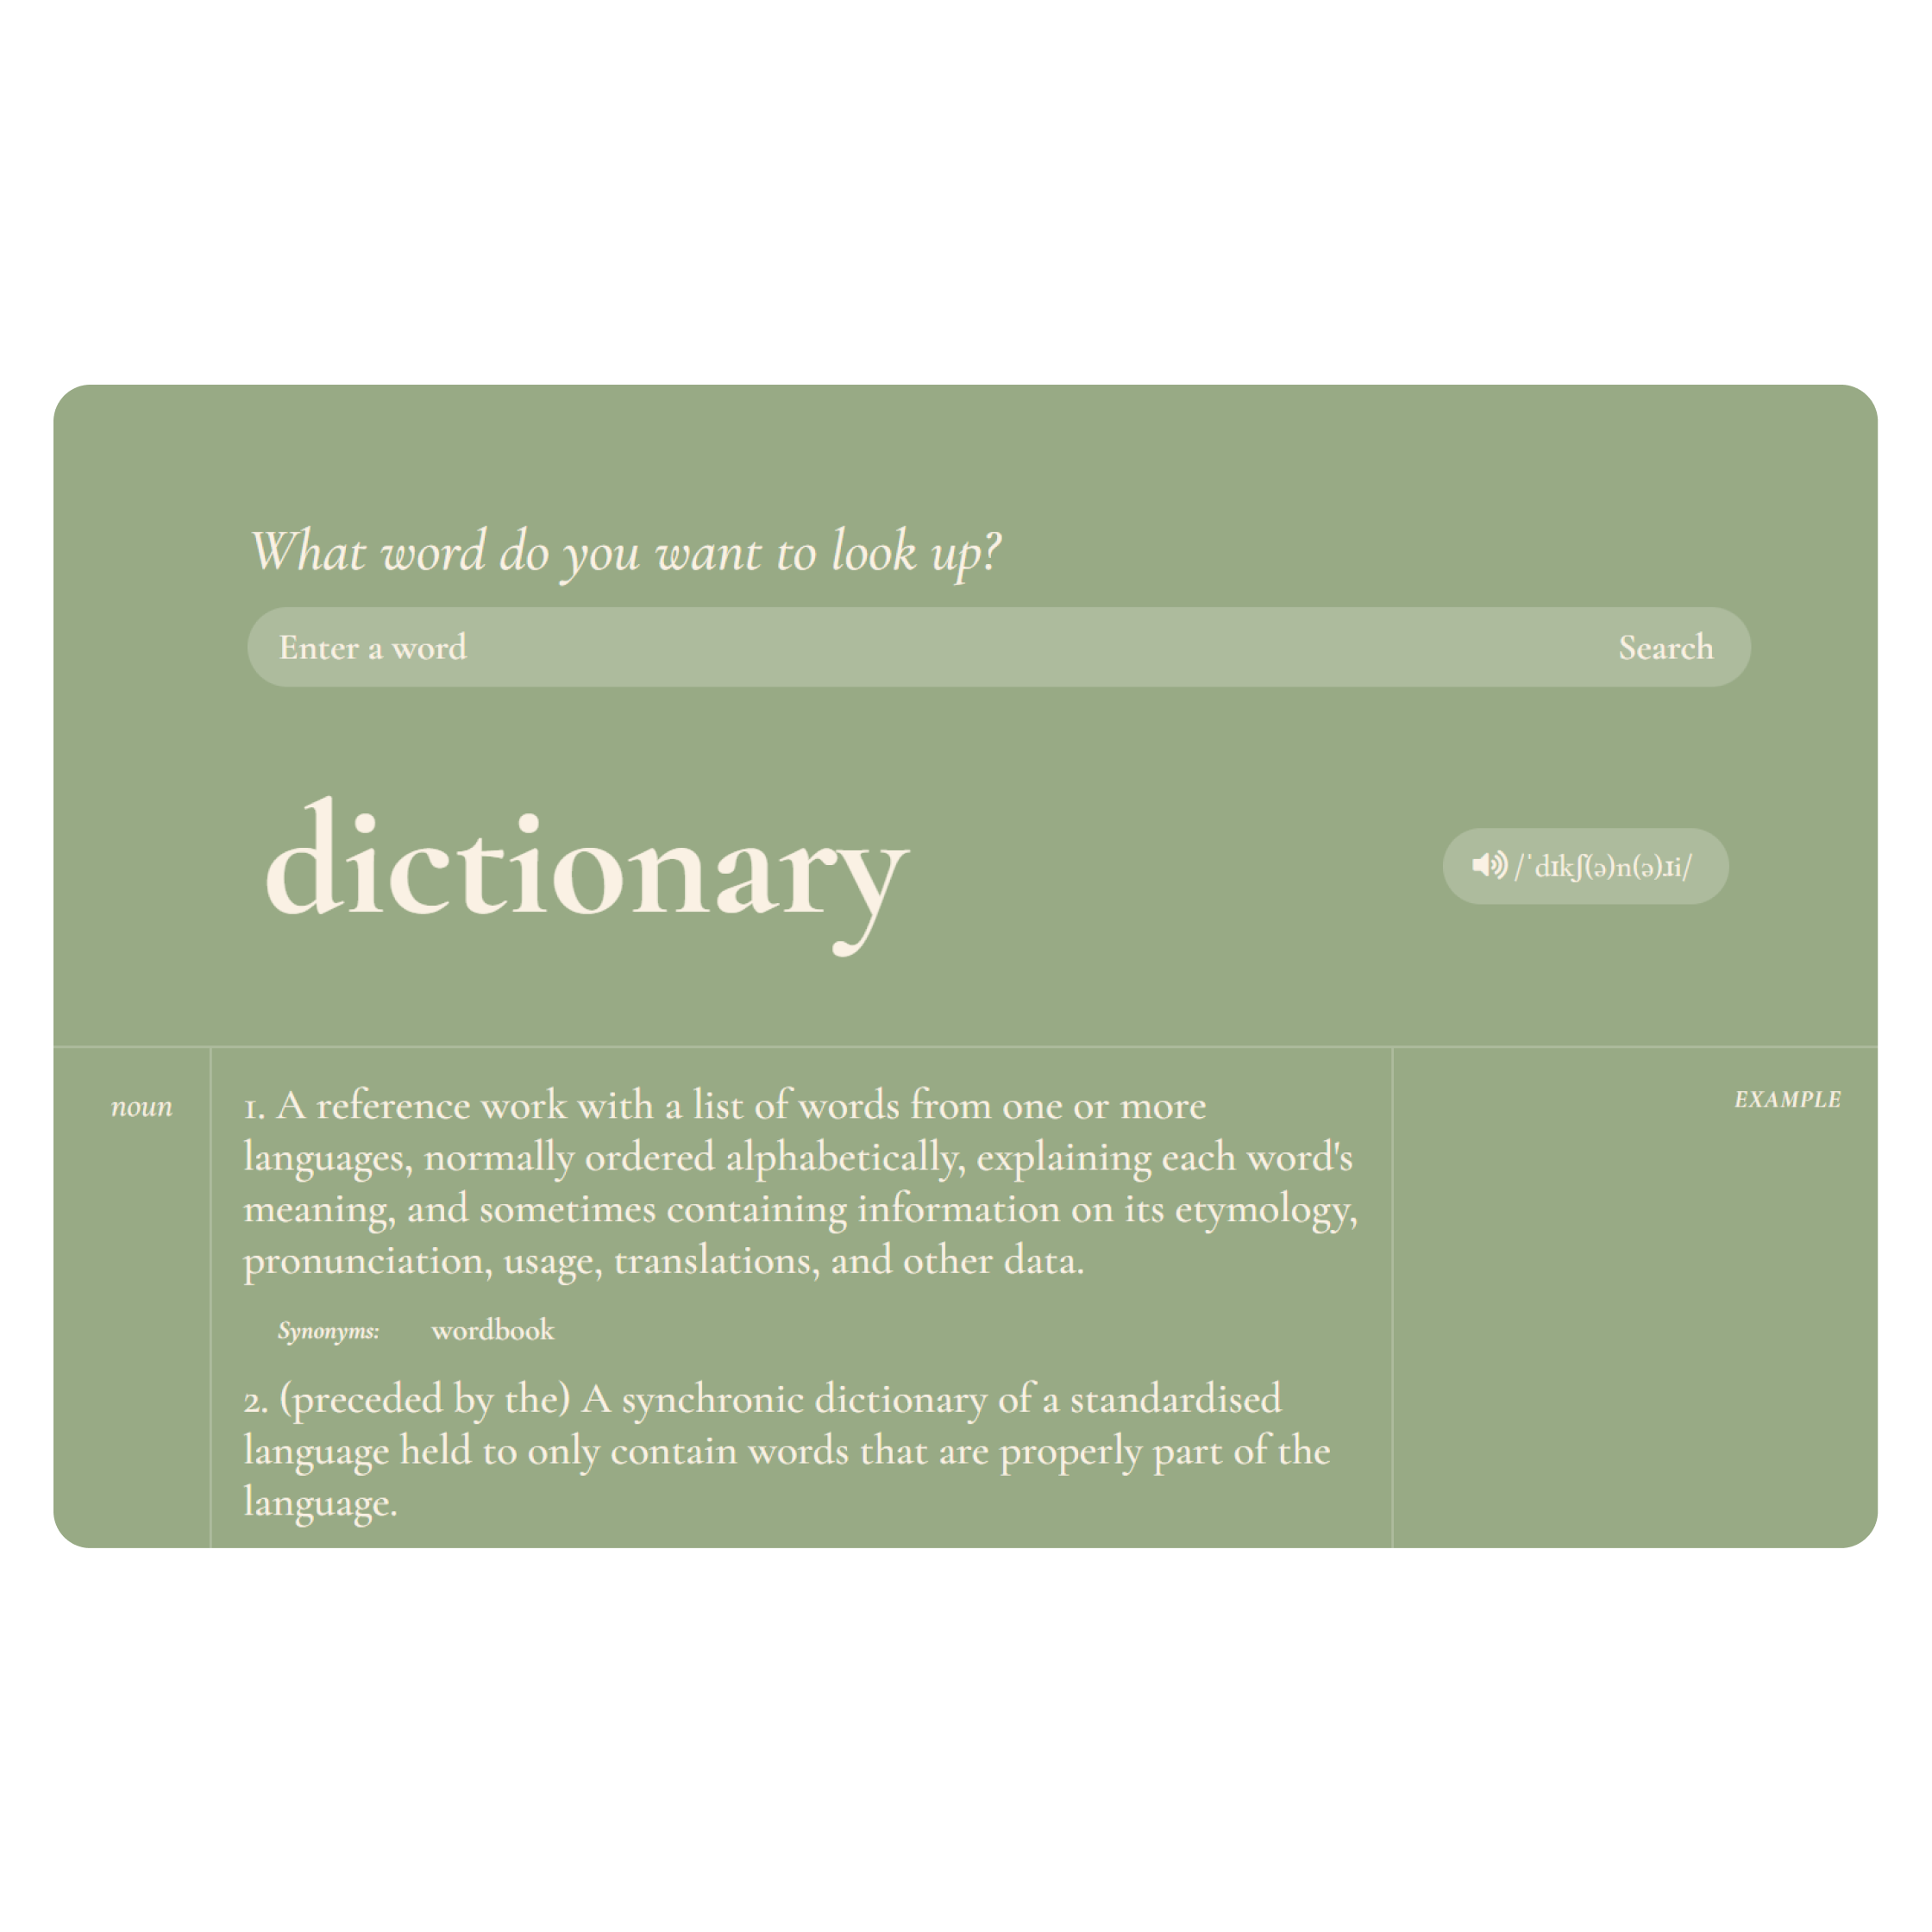 What word do you want to look up?
Enter a word Search
dictionary
/ˈdɪkʃ(ə)n(ə)ɹi/
noun
1. A reference work with a list of words from one or more
languages, normally ordered alphabetically, explaining each word's
meaning, and sometimes containing information on its etymology,
pronunciation, usage, translations, and other data.
Synonyms: wordbook
2. (preceded by the) A synchronic dictionary of a standardised
language held to only contain words that are properly part of the
language.
EXAMPLE